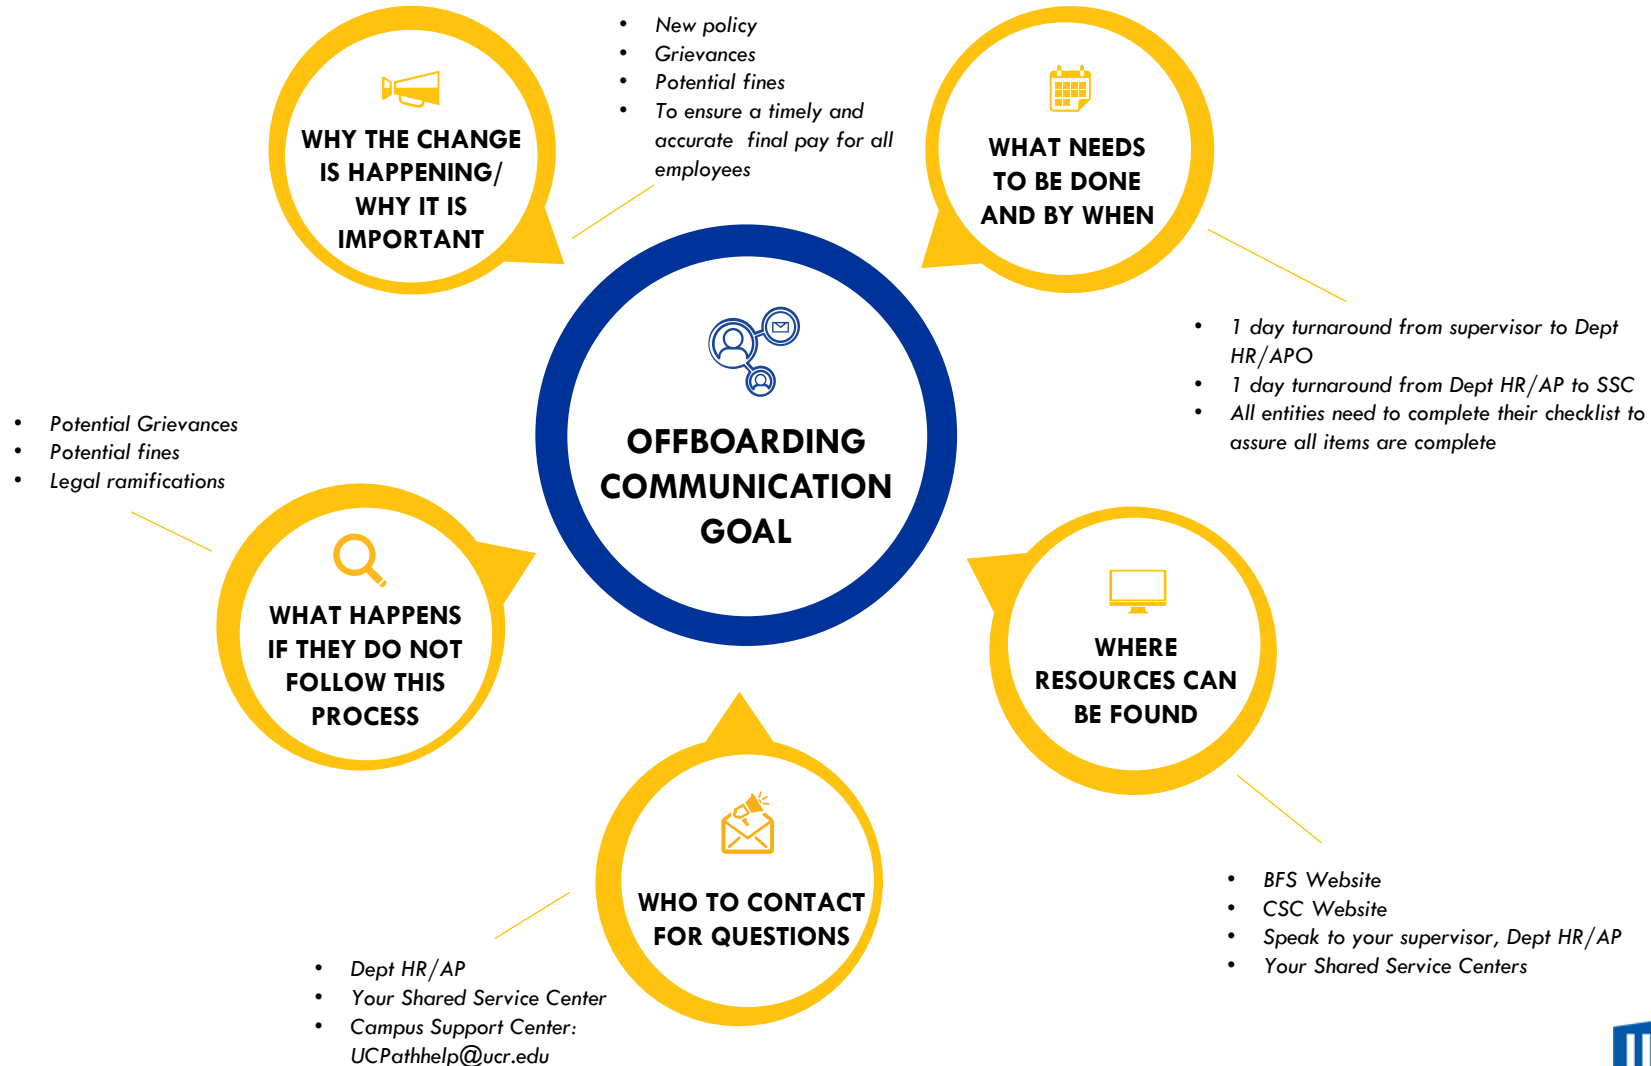 WHY THE CHANGE
IS HAPPENING/
WHY IT IS
IMPORTANT
• New policy
• Grievances
• Potential fines
• To ensure a timely and
accurate final pay for all
employees
WHAT NEEDS
TO BE DONE
AND BY WHEN
• 1 day turnaround from supervisor to Dept
HR/APO
• 1 day turnaround from Dept HR/AP to SSC
• All entities need to complete their checklist to
assure all items are complete
OFFBOARDING
COMMUNICATION
GOAL
• Potential Grievances
• Potential fines
• Legal ramifications
WHAT HAPPENS
IF THEY DO NOT
FOLLOW THIS
PROCESS
WHERE
RESOURCES CAN
BE FOUND
• BFS Website
• CSC Website
• Speak to your supervisor, Dept HR/AP
• Your Shared Service Centers
WHO TO CONTACT
FOR QUESTIONS
• Dept HR/AP
• Your Shared Service Center
• Campus Support Center:
UCPathhelp@ucr.edu